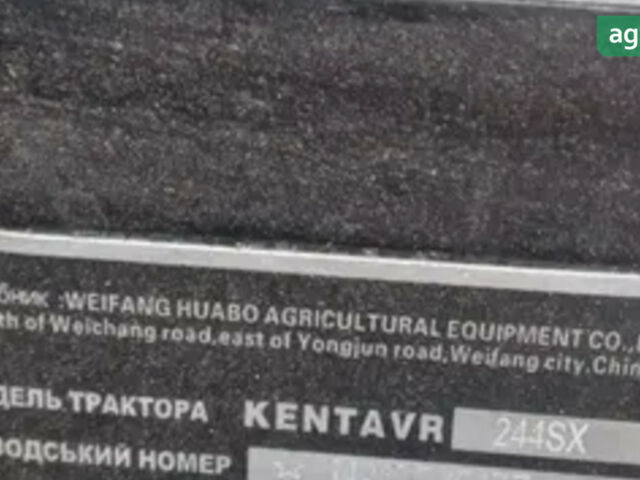 ag
бник :WEIFANG HUABO AGRICULTURAL EQUIPMENT CO.,
th of Weichang road,east of Yongjun road,Weifang city.Chin
ДЕЛЬ ТРАКТОРА KENTAVR 244SX
ВОДСЬКИЙ НОМЕР